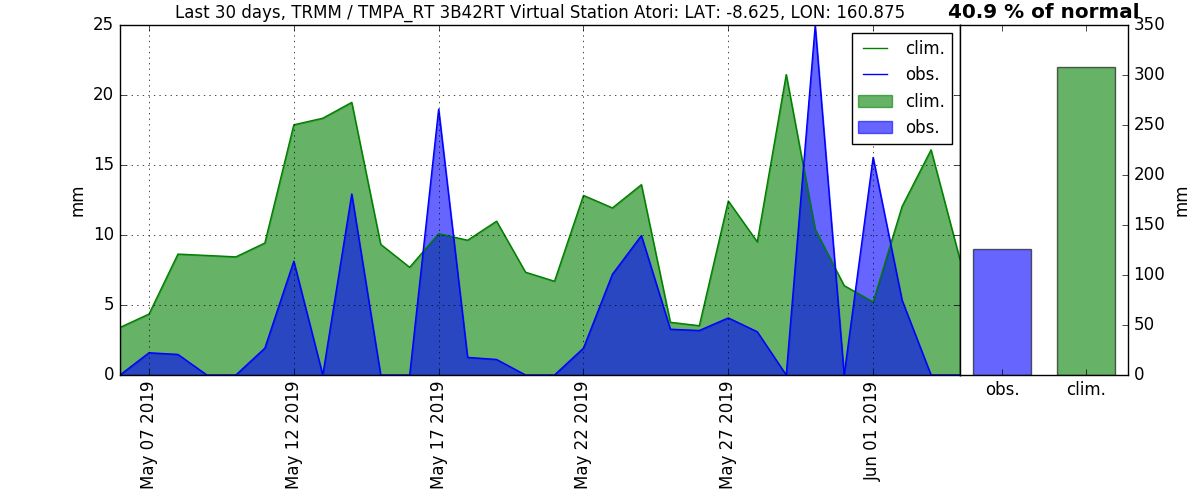 Last 30 days, TRMM / TMPA_RT 3B42RT Virtual Station Atori: LAT: -8.625, LON: 160.875
40.9 % of normal
25
20
15
10
5
0
mm
clim.
obs.
clim.
obs.
350
300
250
200
150
100
50
0
mm
May 07 2019
May 12 2019
May 17 2019
May 22 2019
May 27 2019
Jun 01 2019
obs.
clim.